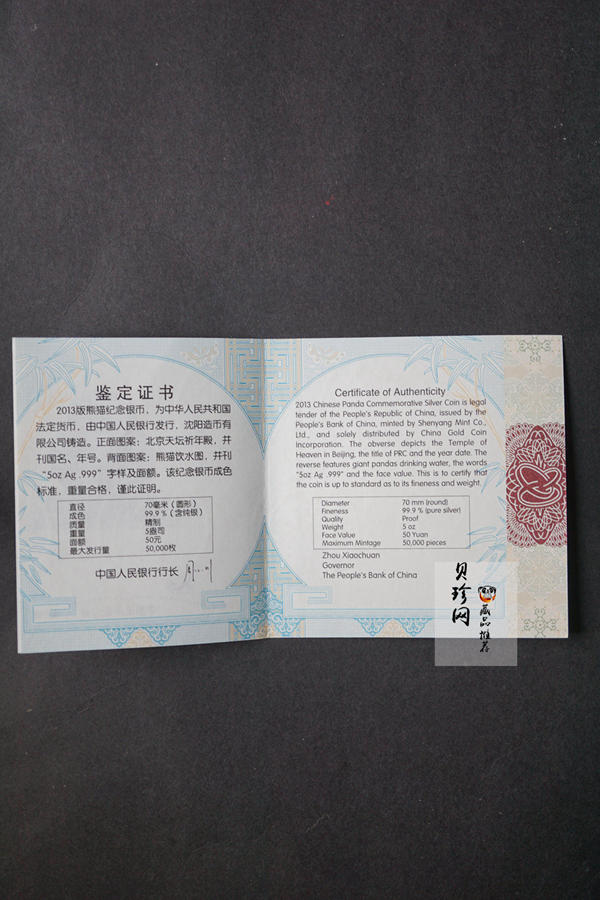 鉴定证书
2013版熊猫纪念银币，为中华人民共和国
法定货币，由中国人民银行发行，沈阳造币有
限公司铸造。正面图案：北京天坛祈年殿，并
刊国名、年号。背面图案：熊猫饮水图，并刊
“5oz Ag .999”字样及面额。该纪念银币成色
标准，重量合格，谨此证明。
直径 70毫米（圆形）
成色 99.9％（含纯银）
质量 精制
重量 5盎司
面额 50元
最大发行量 50,000枚
中国人民银行行长
Certificate of Authenticity
2013 Chinese Panda Commemorative Silver Coin is legal
tender of the People's Republic of China, issued by the
People's Bank of China, minted by Shenyang Mint Co.,
Ltd., and solely distributed by China Gold Coin
Incorporation. The obverse depicts the Temple of
Heaven in Beijing, the title of PRC and the year date. The
reverse features giant pandas drinking water, the words
"5oz Ag .999" and the face value. This is to certify that
the coin is up to standard as to its fineness and weight.
Diameter 70 mm (round)
Fineness 99.9 % (pure silver)
Quality Proof
Weight 5 oz
Face Value 50 Yuan
Maximum Mintage 50,000 pieces
Zhou Xiaochuan
Governor
The People's Bank of China
贝珍网
藏品推荐